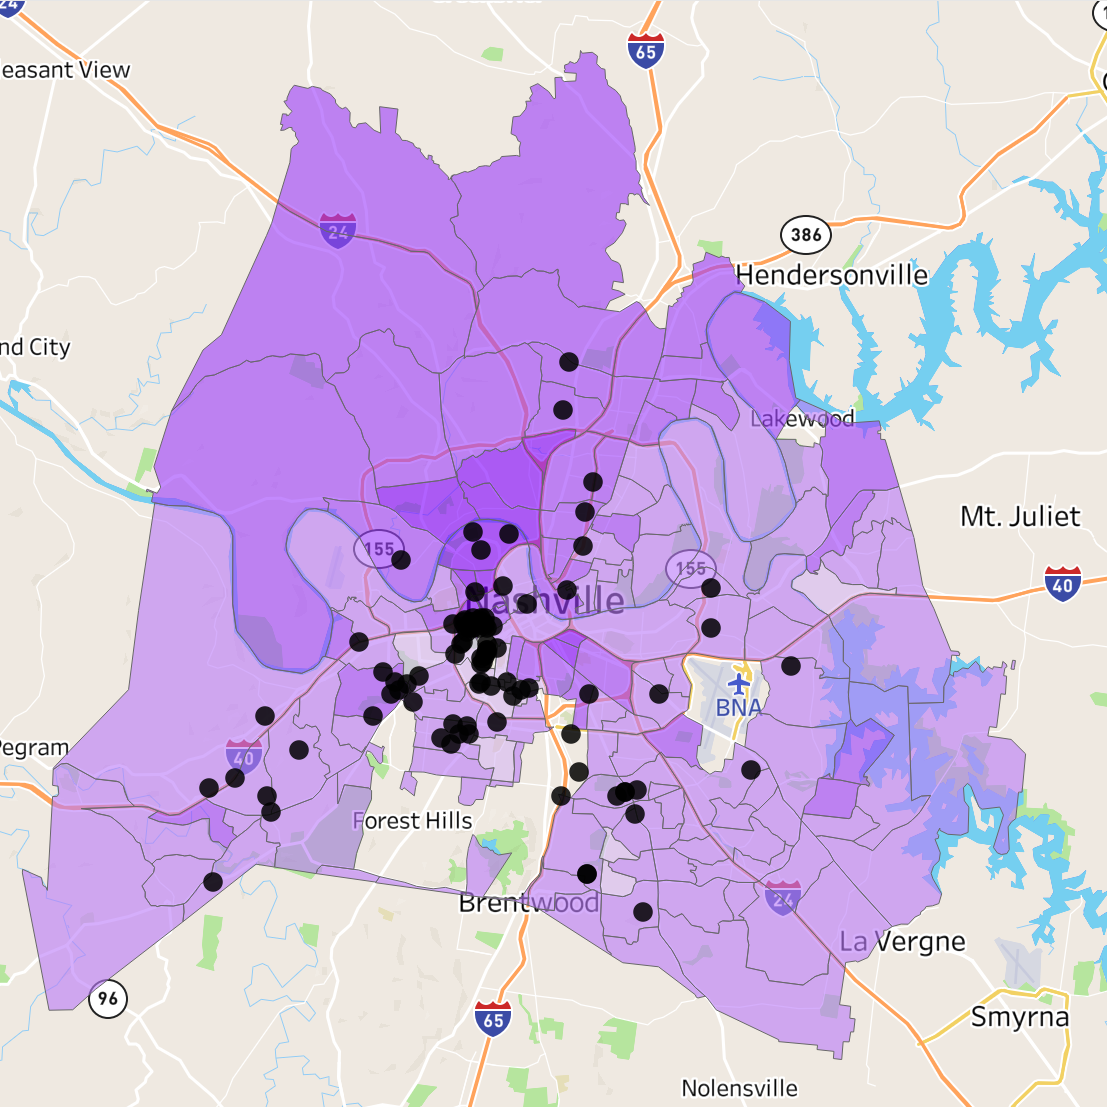 24
65
easant View
24
386
Hendersonville
nd City
Lakewood
Mt. Juliet
155
155
40
Nashville
BNA
Pegram
40
Forest Hills
24
Brentwood
La Vergne
96
65
Smyrna
Nolensville